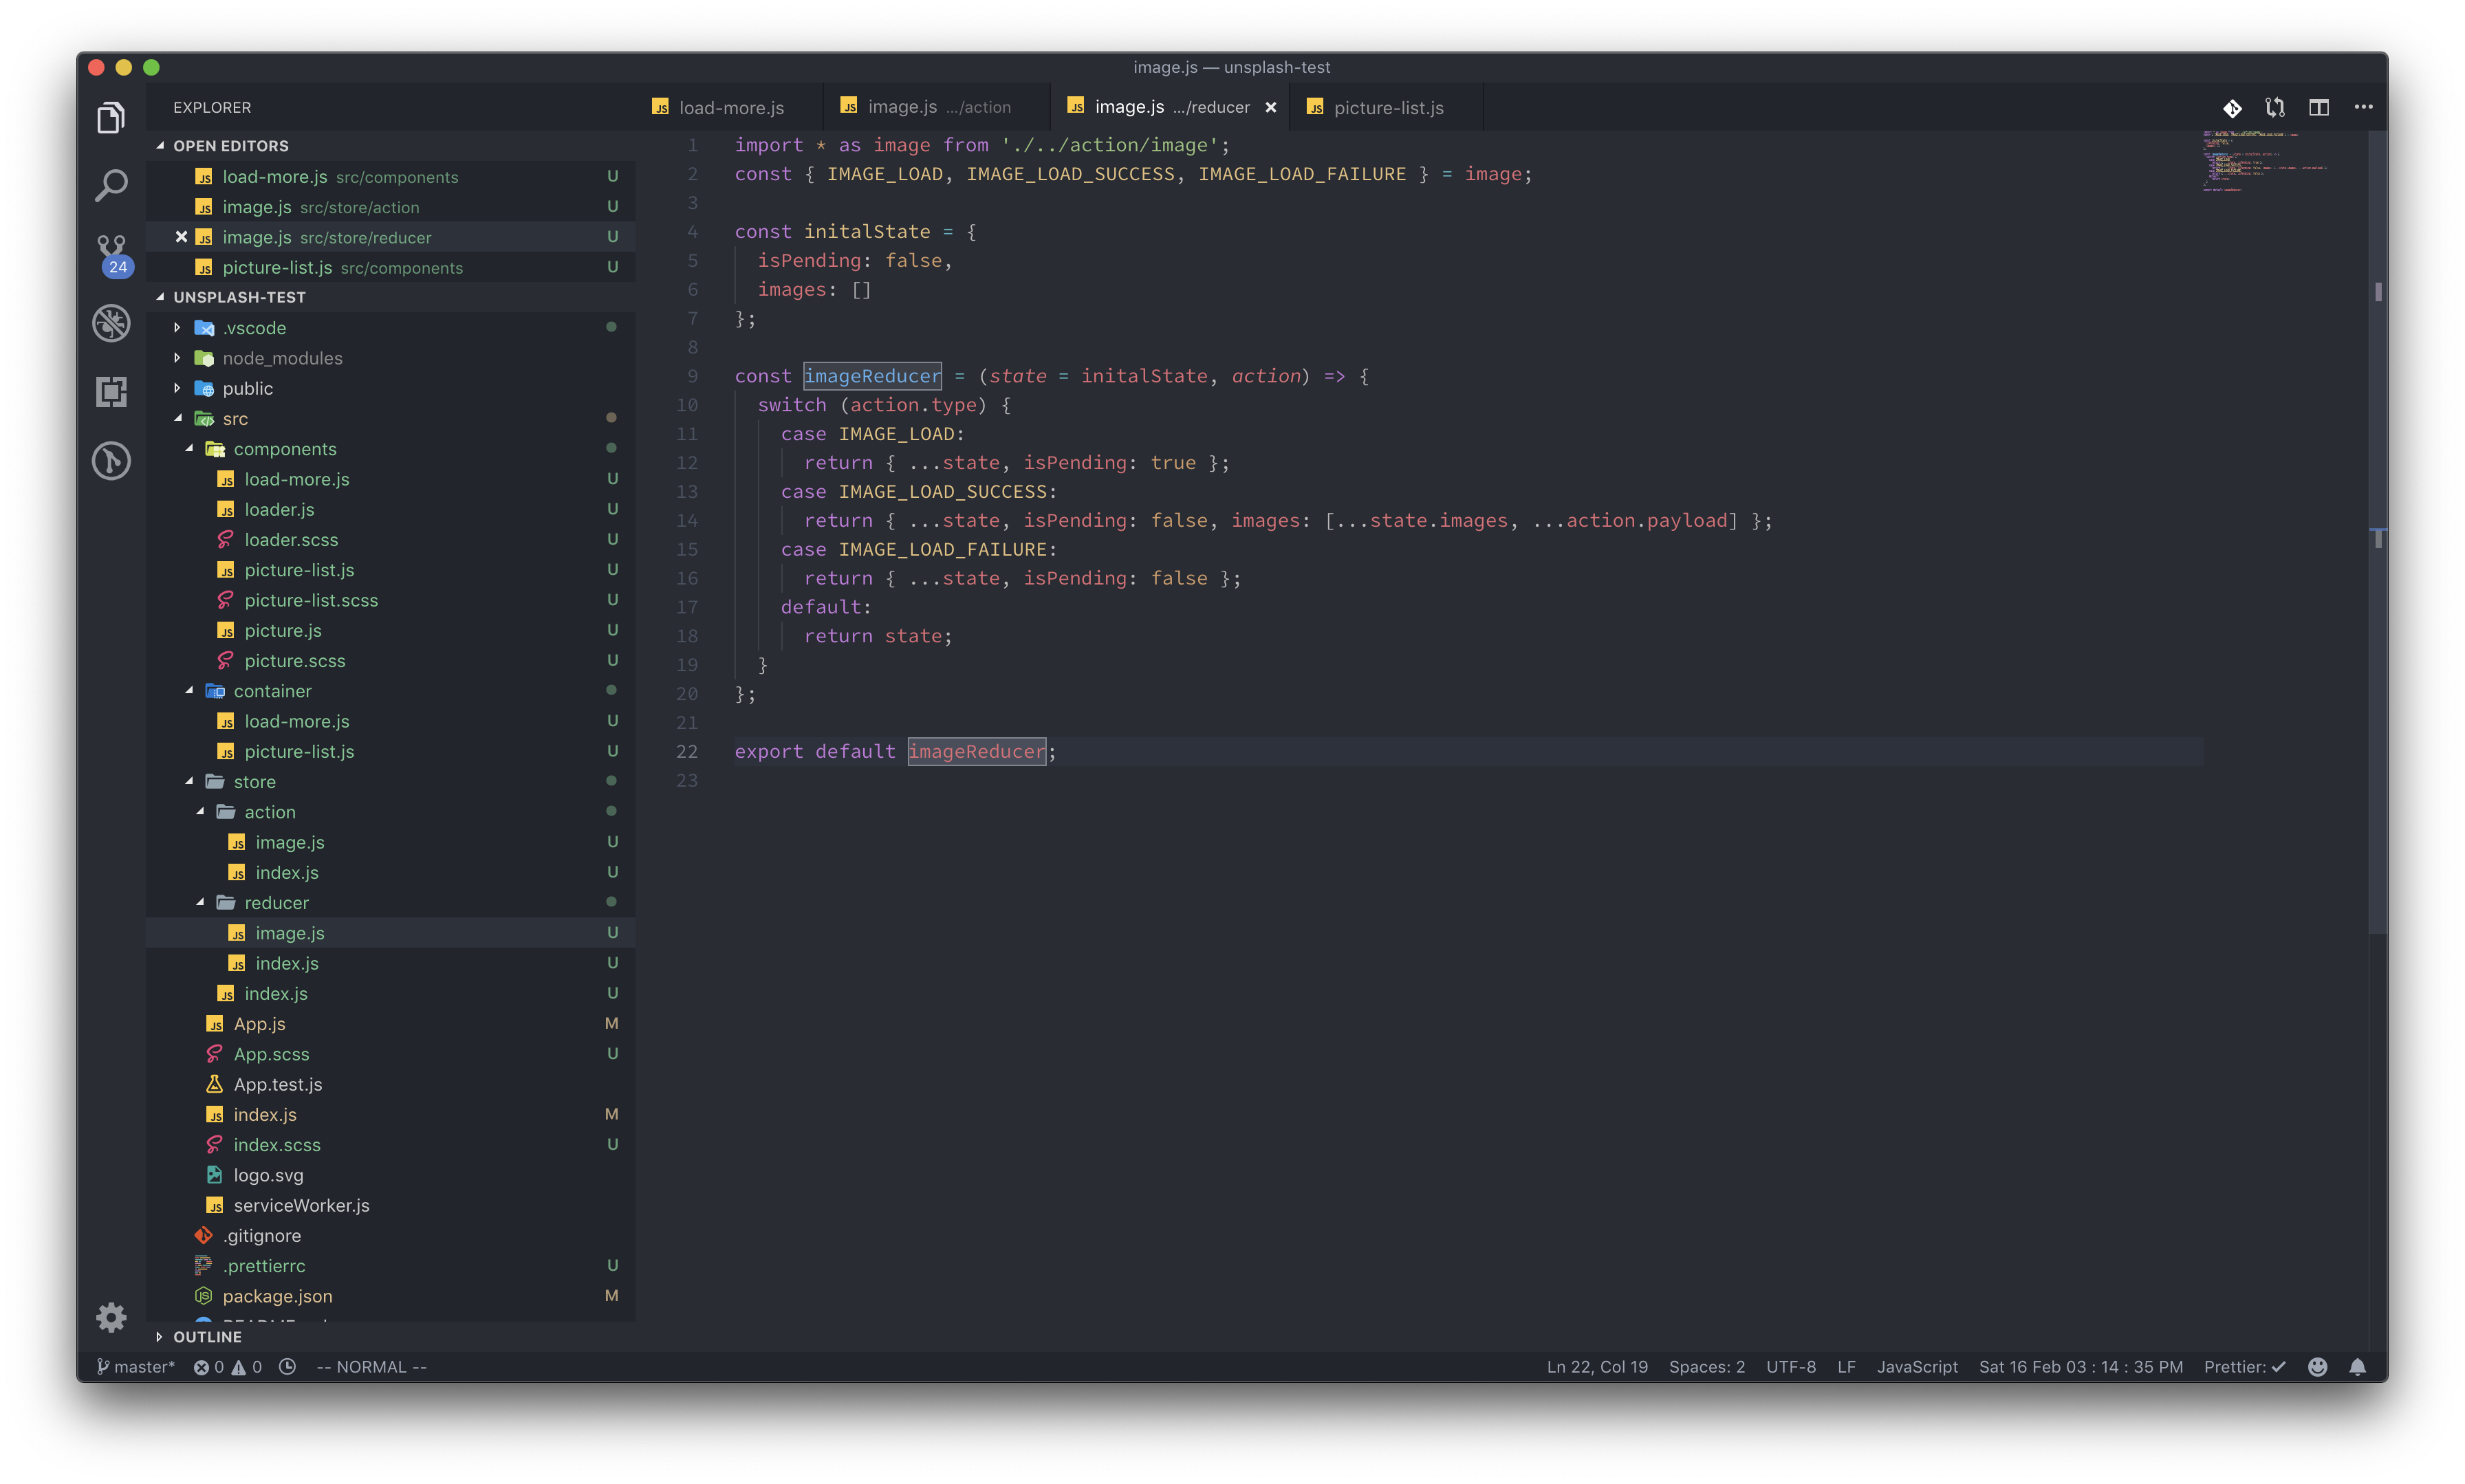 image.js — unsplash-test
EXPLORER
load-more.js
image.js .../action
image.js .../reducer
picture-list.js
OPEN EDITORS
load-more.js src/components U
image.js src/store/action U
image.js src/store/reducer U
picture-list.js src/components U
24
UNSPLASH-TEST
.vscode
node_modules
public
src
components
load-more.js U
loader.js U
loader.scss U
picture-list.js U
picture-list.scss U
picture.js U
picture.scss U
container
load-more.js U
picture-list.js U
store
action
image.js U
index.js U
reducer
image.js U
index.js U
index.js U
App.js M
App.scss U
App.test.js
index.js M
index.scss U
logo.svg
serviceWorker.js
.gitignore
.prettierrc U
package.json M
OUTLINE
1 import * as image from './../action/image';
2 const { IMAGE_LOAD, IMAGE_LOAD_SUCCESS, IMAGE_LOAD_FAILURE } = image;
3
4 const initalState = {
5 isPending: false,
6 images: []
7 };
8
9 const imageReducer = (state = initalState, action) => {
10 switch (action.type) {
11 case IMAGE_LOAD:
12 return { ...state, isPending: true };
13 case IMAGE_LOAD_SUCCESS:
14 return { ...state, isPending: false, images: [...state.images, ...action.payload] };
15 case IMAGE_LOAD_FAILURE:
16 return { ...state, isPending: false };
17 default:
18 return state;
19 }
20 };
21
22 export default imageReducer;
23
master* 0 0 -- NORMAL -- Ln 22, Col 19 Spaces: 2 UTF-8 LF JavaScript Sat 16 Feb 03 : 14 : 35 PM Prettier: ✓